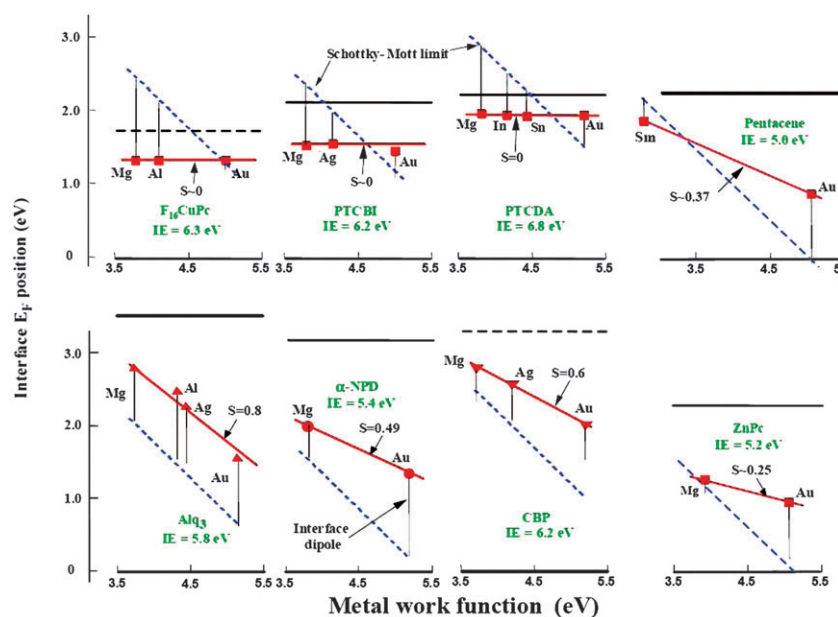 Interface E_F position (eV)
3.0
2.0
1.0
0
Schottky-Mott limit
Mg Al Au
S~0
F₁₆CuPc
IE = 6.3 eV
3.5 4.5 5.5
Mg Ag Au
S~0
PTCBI
IE = 6.2 eV
3.5 4.5 5.5
Mg In Sn Au
S=0
PTCDA
IE = 6.8 eV
3.5 4.5 5.5
Pentacene
IE = 5.0 eV
Sm
Au
S~0.37
3.5 4.5 5.5
3.0
2.0
1.0
0
Mg
Al
Ag
S=0.8
Au
Alq₃
IE = 5.8 eV
3.5 4.5 5.5
α-NPD
IE = 5.4 eV
Mg
S=0.49
Au
Interface
dipole
3.5 4.5 5.5
Mg
Ag
S=0.6
Au
CBP
IE = 6.2 eV
3.5 4.5 5.5
ZnPc
IE = 5.2 eV
S~0.25
Mg
Au
3.5 4.5 5.5
Metal work function (eV)